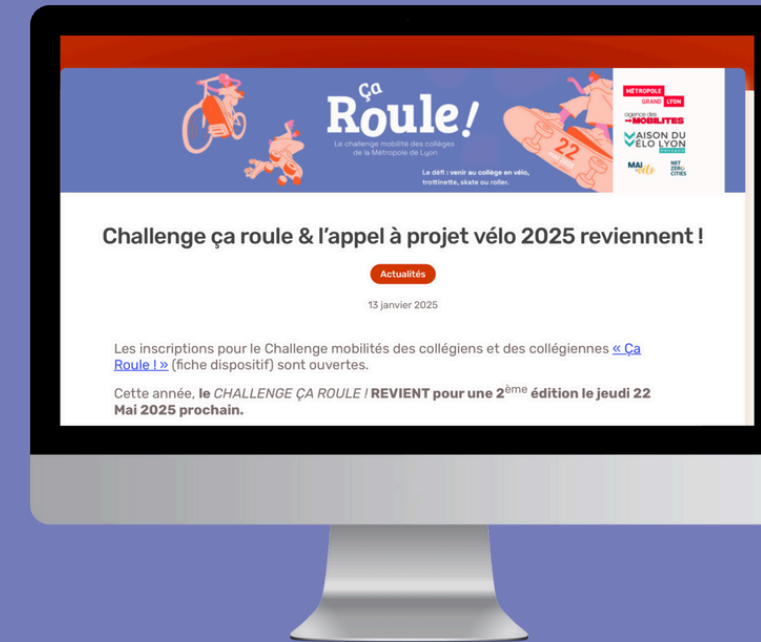 Ça
Roule !
Le challenge mobilité des collèges
de la Métropole de Lyon
Le défi : venir au collège en vélo,
trottinette, skate ou roller.
22
MÉTROPOLE
GRAND LYON
agence des
MOBILITES
MAISON DU
VÉLO LYON
MAI
vélo
NET
ZERO
CITIES
Challenge ça roule & l’appel à projet vélo 2025 reviennent !
Actualités
13 janvier 2025
Les inscriptions pour le Challenge mobilités des collégiens et des collégiennes « Ça
Roule ! » (fiche dispositif) sont ouvertes.
Cette année, le CHALLENGE ÇA ROULE ! REVIENT pour une 2ème édition le jeudi 22
Mai 2025 prochain.